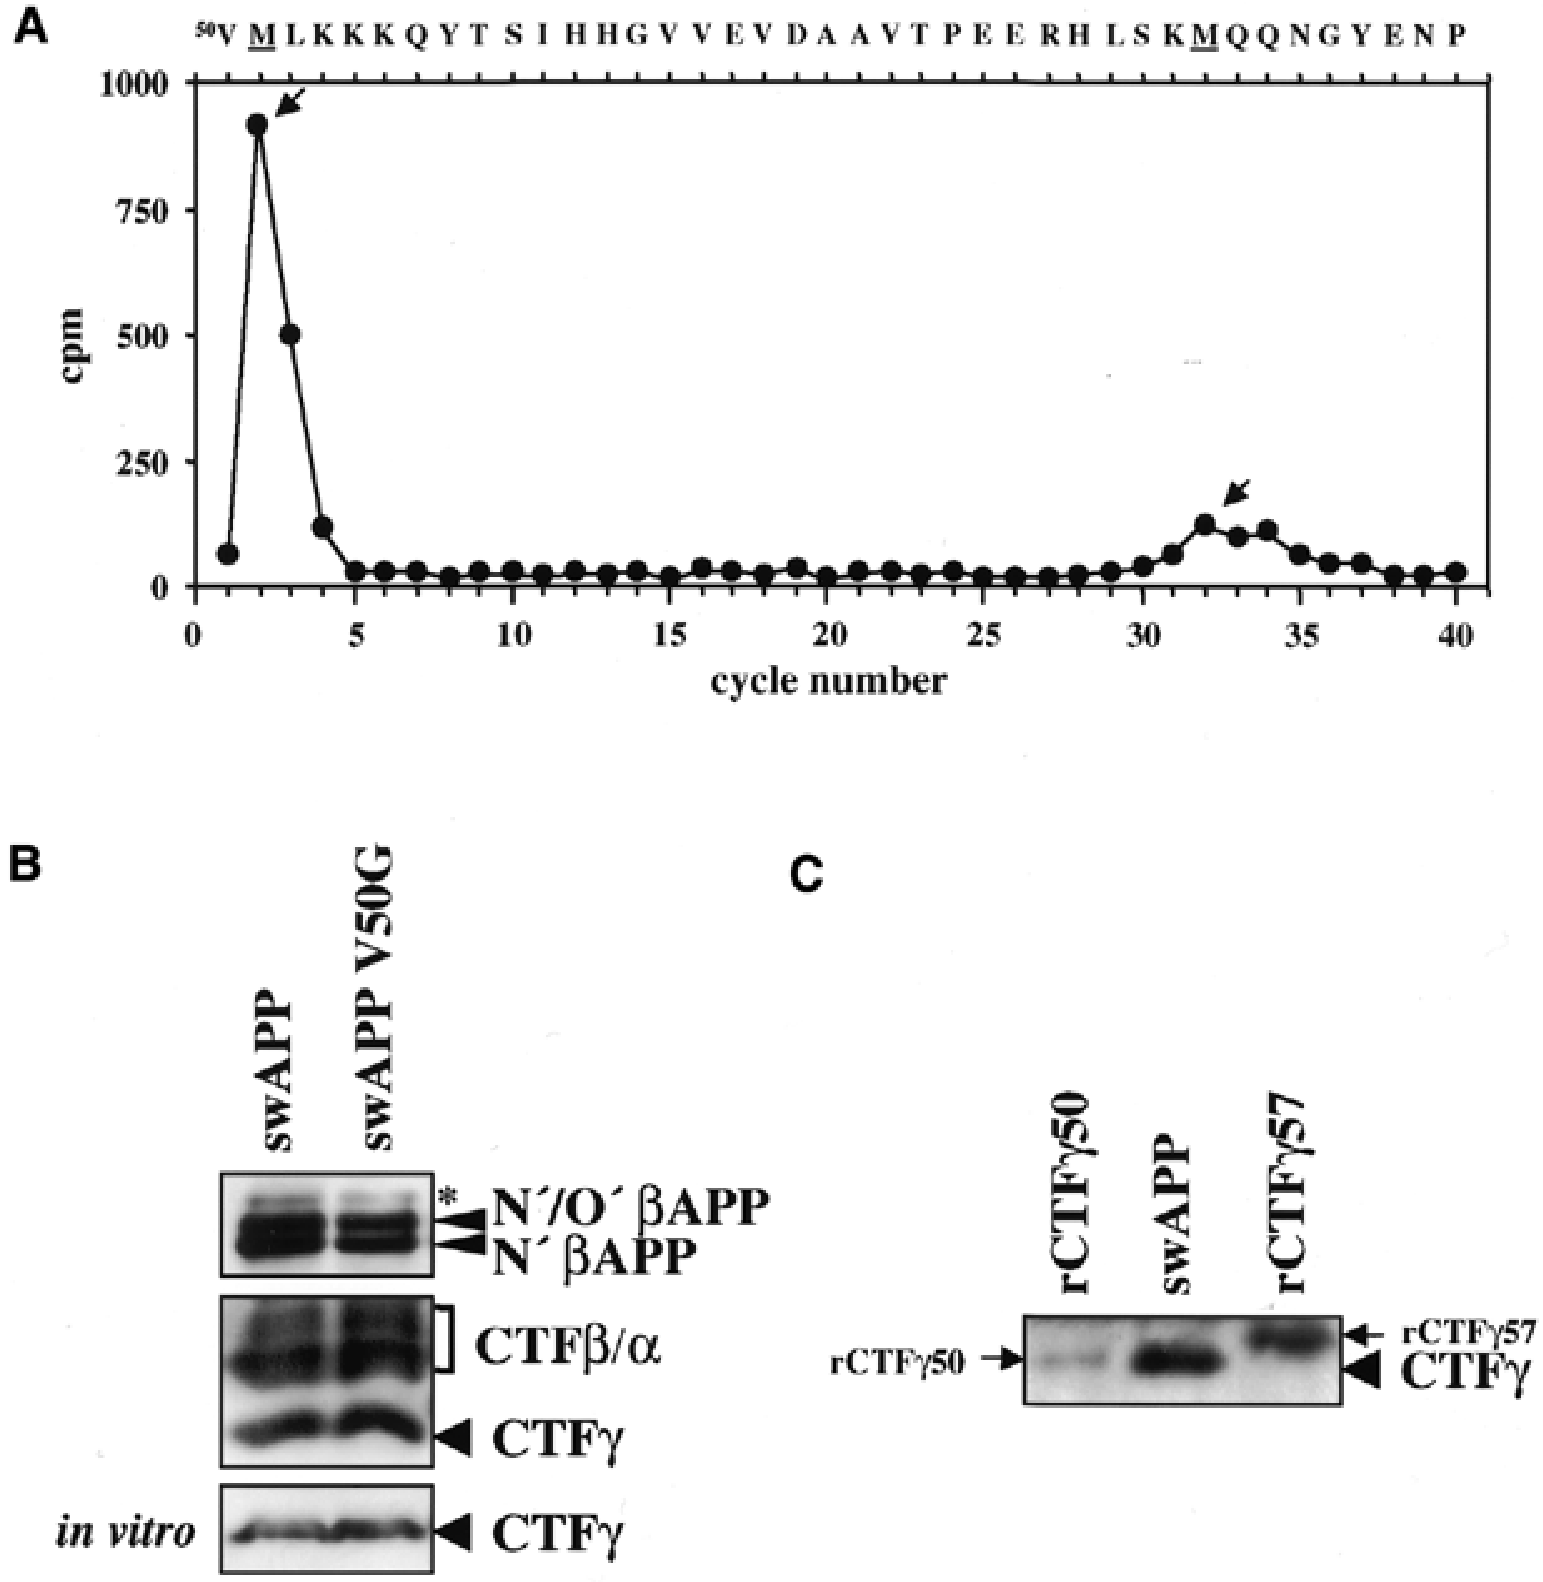 A
50V M L K K K Q Y T S I H H G V V E V D A A V T P E E R H L S K M Q Q N G Y E N P
1000
750
500
250
0
cpm
0 5 10 15 20 25 30 35 40
cycle number
B
swAPP
swAPP V50G
*
N´/O´ βAPP
N´ βAPP
CTFβ/α
CTFγ
in vitro
CTFγ
C
rCTFγ50
swAPP
rCTFγ57
rCTFγ50
rCTFγ57
CTFγ